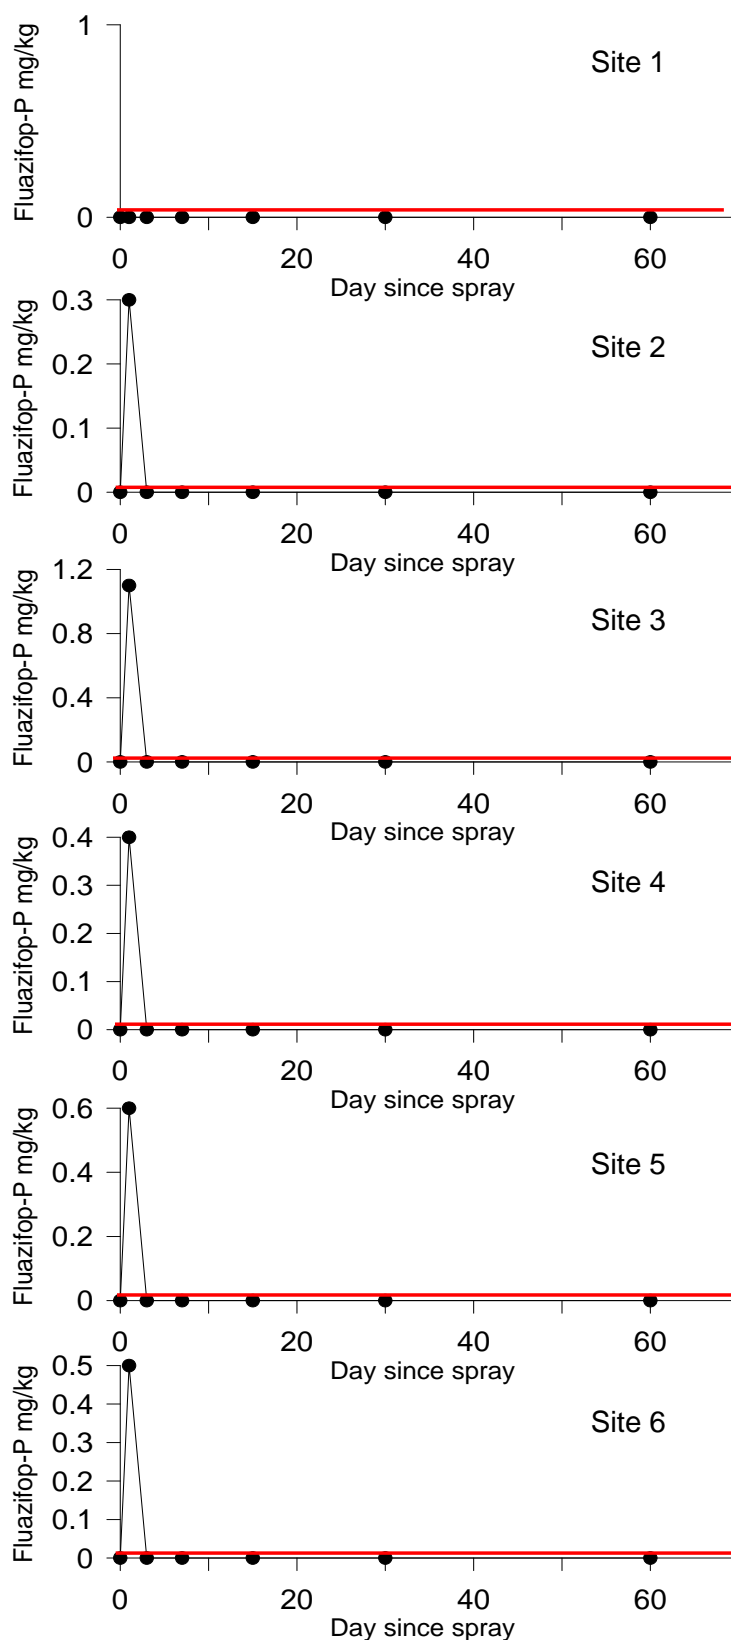 Fluazifop-P mg/kg
1
0
Site 1
0 20 40 60
Day since spray
Fluazifop-P mg/kg
0.3
0.2
0.1
0
Site 2
0 20 40 60
Day since spray
Fluazifop-P mg/kg
1.2
0.8
0.4
0
Site 3
0 20 40 60
Day since spray
Fluazifop-P mg/kg
0.4
0.3
0.2
0.1
0
Site 4
0 20 40 60
Day since spray
Fluazifop-P mg/kg
0.6
0.4
0.2
0
Site 5
0 20 40 60
Day since spray
Fluazifop-P mg/kg
0.5
0.4
0.3
0.2
0.1
0
Site 6
0 20 40 60
Day since spray